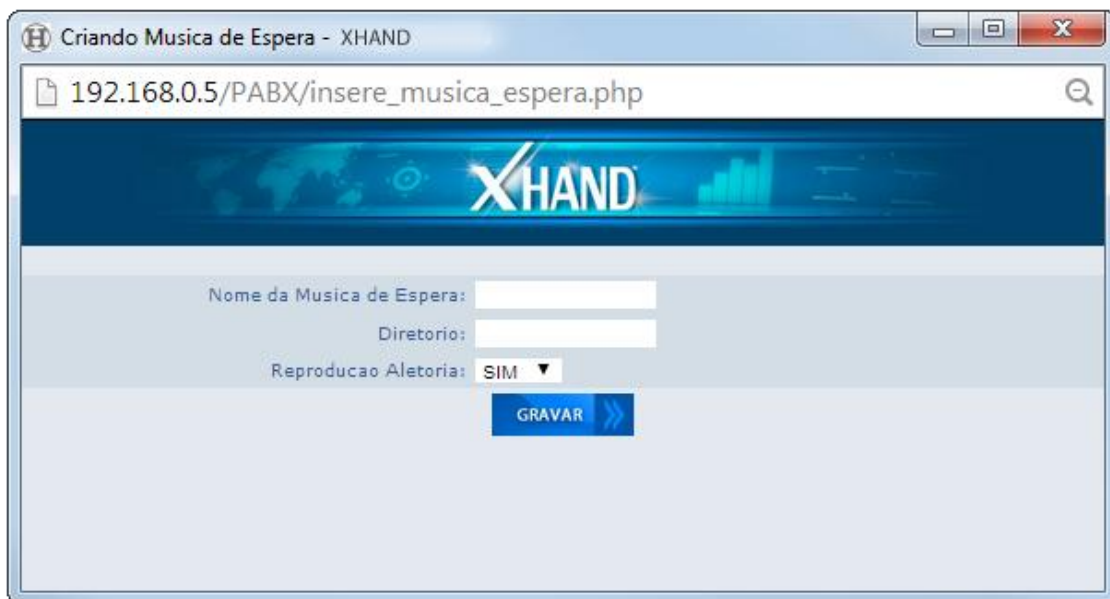 Criando Musica de Espera - XHAND
192.168.0.5/PABX/insere_musica_espera.php
XHAND
Nome da Musica de Espera:
Diretorio:
Reproducao Aletoria: SIM
GRAVAR